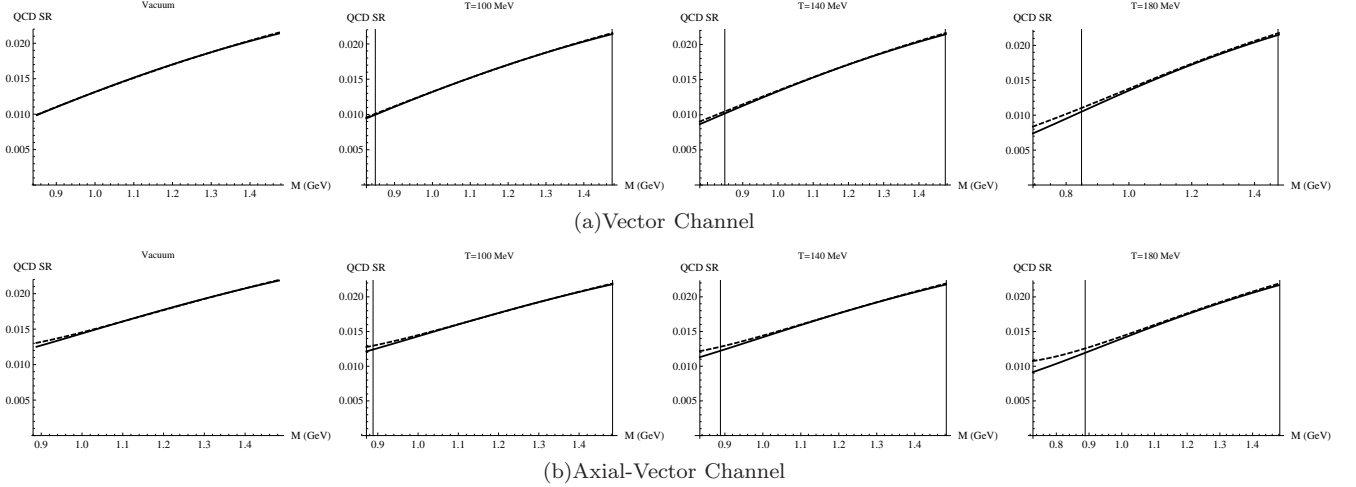 Vacuum
QCD SR
0.020
0.015
0.010
0.005
0.9 1.0 1.1 1.2 1.3 1.4
M (GeV)
T=100 MeV
QCD SR
0.020
0.015
0.010
0.005
0.9 1.0 1.1 1.2 1.3 1.4
M (GeV)
T=140 MeV
QCD SR
0.020
0.015
0.010
0.005
0.8 0.9 1.0 1.1 1.2 1.3 1.4
M (GeV)
T=180 MeV
QCD SR
0.020
0.015
0.010
0.005
0.8 1.0 1.2 1.4
M (GeV)
(a)Vector Channel
Vacuum
QCD SR
0.020
0.015
0.010
0.005
0.9 1.0 1.1 1.2 1.3 1.4
M (GeV)
T=100 MeV
QCD SR
0.020
0.015
0.010
0.005
0.9 1.0 1.1 1.2 1.3 1.4
M (GeV)
T=140 MeV
QCD SR
0.020
0.015
0.010
0.005
0.9 1.0 1.1 1.2 1.3 1.4
M (GeV)
T=180 MeV
QCD SR
0.020
0.015
0.010
0.005
0.8 0.9 1.0 1.1 1.2 1.3 1.4
M (GeV)
(b)Axial-Vector Channel